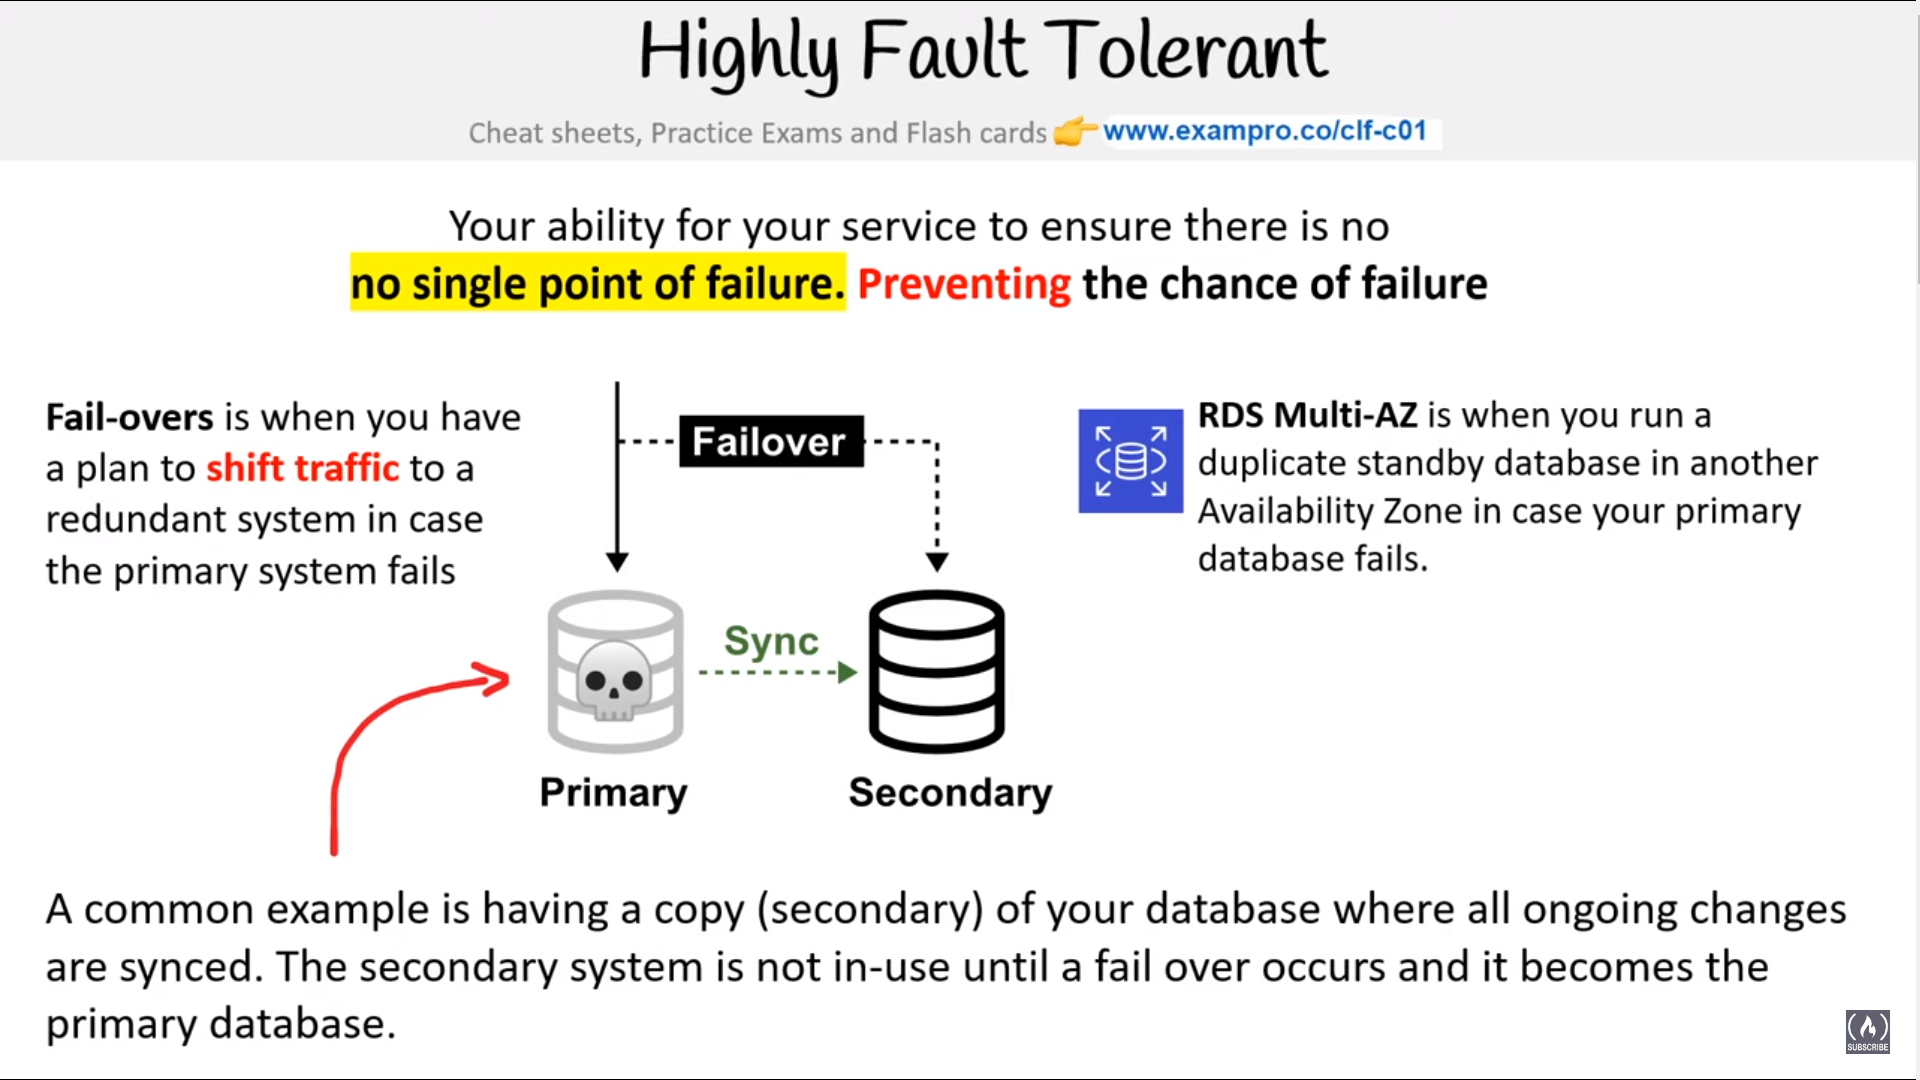 Highly Fault Tolerant
Cheat sheets, Practice Exams and Flash cards 👉 www.exampro.co/clf-c01
Your ability for your service to ensure there is no
no single point of failure. Preventing the chance of failure
Fail-overs is when you have
a plan to shift traffic to a
redundant system in case
the primary system fails
Failover
Sync
Primary
Secondary
RDS Multi-AZ is when you run a
duplicate standby database in another
Availability Zone in case your primary
database fails.
A common example is having a copy (secondary) of your database where all ongoing changes
are synced. The secondary system is not in-use until a fail over occurs and it becomes the
primary database.
SUBSCRIBE